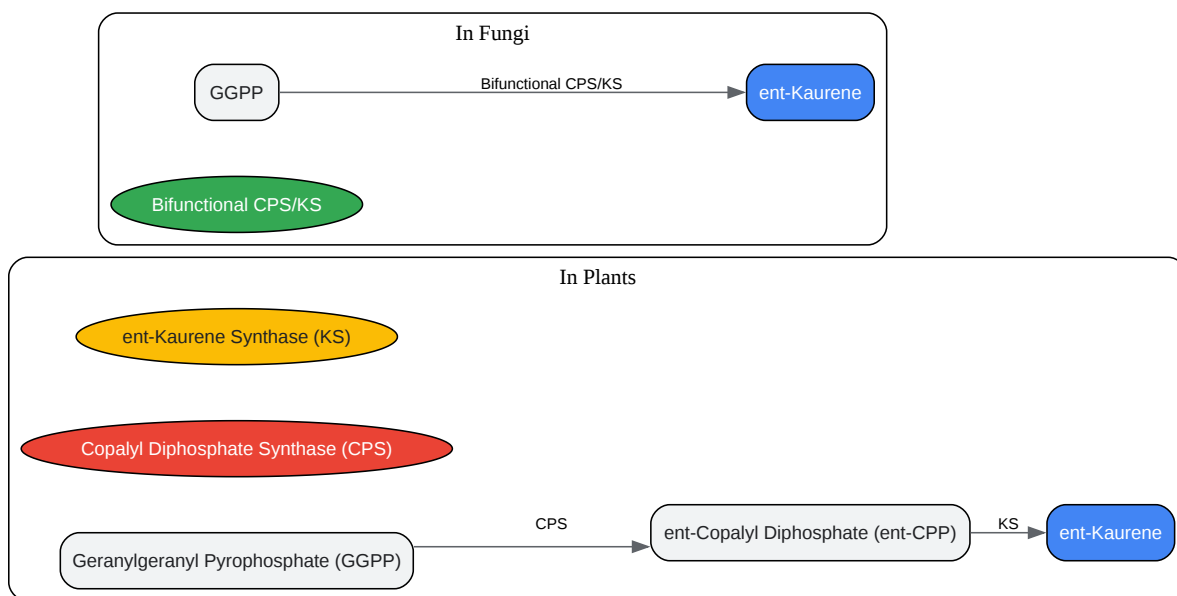 In Fungi
GGPP
Bifunctional CPS/KS
ent-Kaurene
Bifunctional CPS/KS
In Plants
ent-Kaurene Synthase (KS)
Copalyl Diphosphate Synthase (CPS)
Geranylgeranyl Pyrophosphate (GGPP)
CPS
ent-Copalyl Diphosphate (ent-CPP)
KS
ent-Kaurene